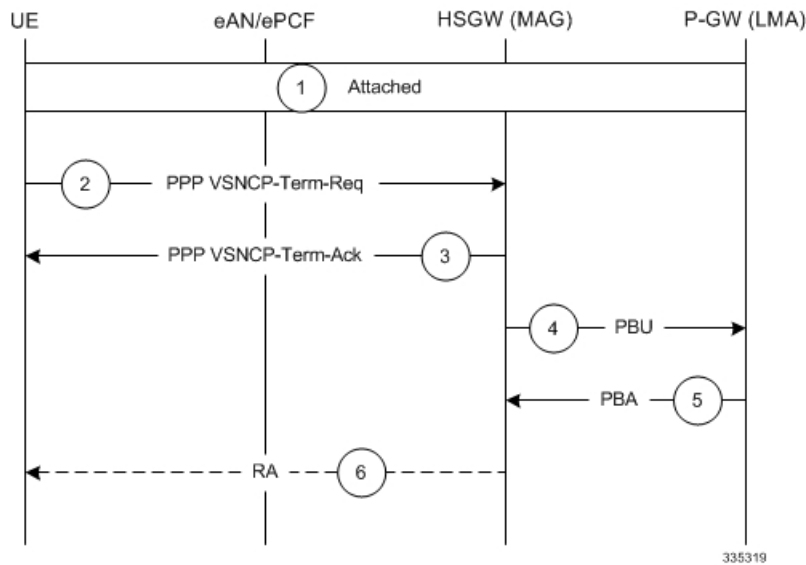 UE eAN/ePCF HSGW (MAG) P-GW (LMA)
1 Attached
2 PPP VSNCP-Term-Req
PPP VSNCP-Term-Ack 3
4 PBU
PBA 5
RA 6
335319